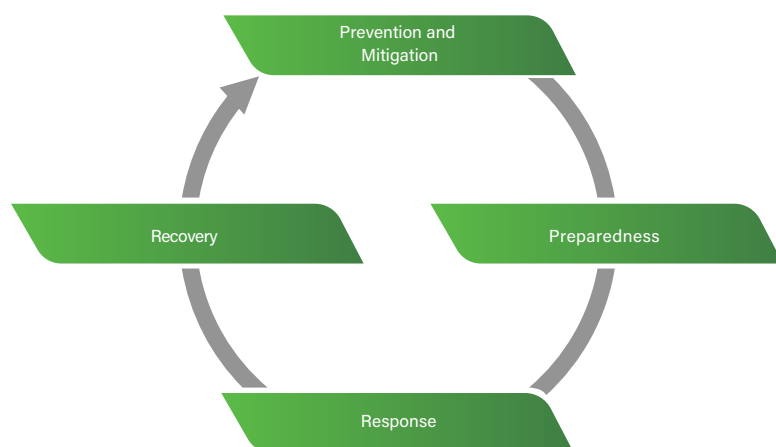 Prevention and
Mitigation
Recovery
Preparedness
Response